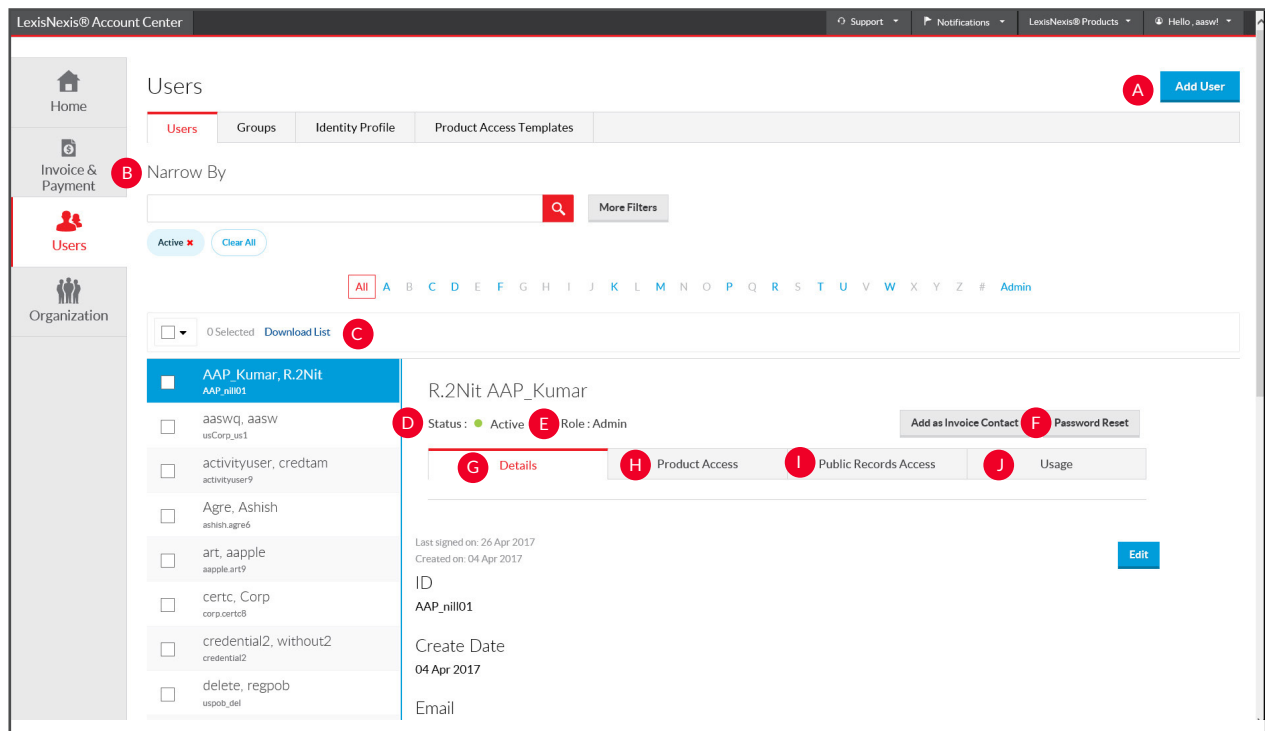 LexisNexis® Account Center
Support
Notifications
LexisNexis® Products
Hello, aasw!
Home
Invoice &
Payment
Users
Organization
Users
A
Add User
Users Groups Identity Profile Product Access Templates
B
Narrow By
More Filters
Active ✖ Clear All
All A B C D E F G H I J K L M N O P Q R S T U V W X Y Z # Admin
0 Selected Download List C
AAP_Kumar, R.2Nit
AAP_nill01
aaswq, aasw
usCorp_us1
activityuser, credtam
activityuser9
Agre, Ashish
ashish.agre6
art, aapple
aapple.art9
certc, Corp
corp.certc8
credential2, without2
credential2
delete, regpob
uspob_del
R.2Nit AAP_Kumar
D Status : Active E Role : Admin
Add as Invoice Contact F Password Reset
G Details H Product Access I Public Records Access J Usage
Last signed on: 26 Apr 2017
Created on: 04 Apr 2017
Edit
ID
AAP_nill01
Create Date
04 Apr 2017
Email